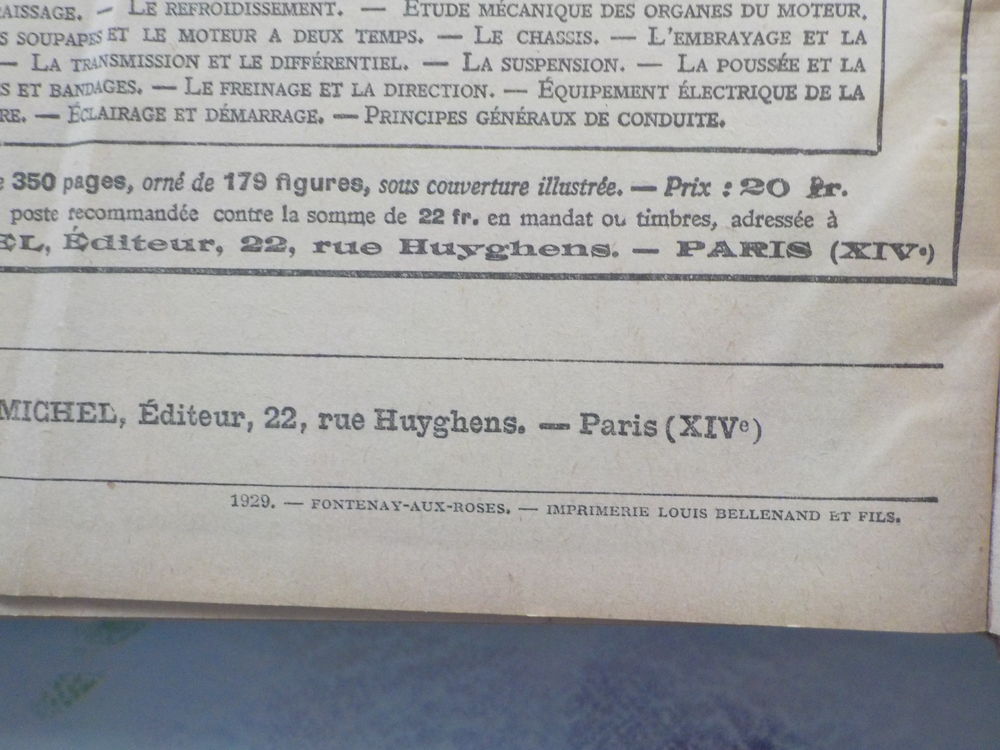 AISSAGE. — LE REFROIDISSEMENT. — ÉTUDE MÉCANIQUE DES ORGANES DU MOTEUR.
S SOUPAPES ET LE MOTEUR A DEUX TEMPS. — LE CHASSIS. — L'EMBRAYAGE ET LA
— LA TRANSMISSION ET LE DIFFÉRENTIEL. — LA SUSPENSION. — LA POUSSÉE ET LA
S ET BANDAGES. — LE FREINAGE ET LA DIRECTION. — ÉQUIPEMENT ÉLECTRIQUE DE LA
RE. — ÉCLAIRAGE ET DÉMARRAGE. — PRINCIPES GÉNÉRAUX DE CONDUITE.
e 350 pages, orné de 179 figures, sous couverture illustrée. — Prix : 20 fr.
poste recommandée contre la somme de 22 fr. en mandat ou timbres, adressée à
EL, Éditeur, 22, rue Huyghens. — PARIS (XIVe)
MICHEL, Éditeur, 22, rue Huyghens. — Paris (XIVe)
1929. — FONTENAY-AUX-ROSES. — IMPRIMERIE LOUIS BELLENAND ET FILS.